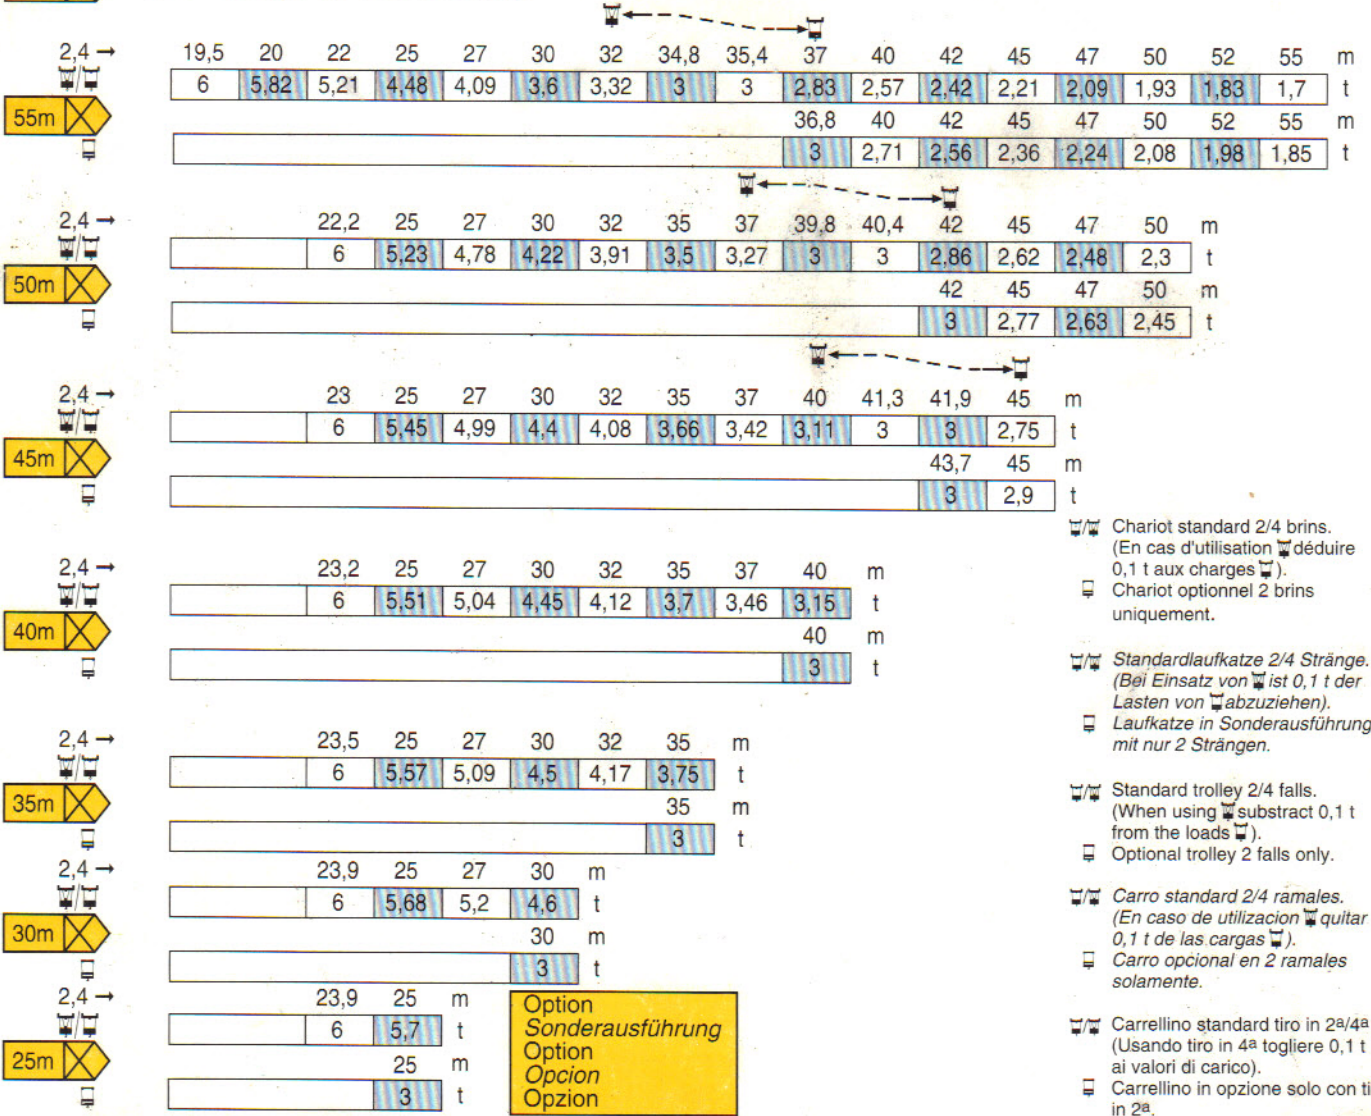 2,4 → 19,5 20 22 25 27 30 32 34,8 35,4 37 40 42 45 47 50 52 55 m
6 5,82 5,21 4,48 4,09 3,6 3,32 3 3 2,83 2,57 2,42 2,21 2,09 1,93 1,83 1,7 t
55m
36,8 40 42 45 47 50 52 55 m
3 2,71 2,56 2,36 2,24 2,08 1,98 1,85 t
2,4 → 22,2 25 27 30 32 35 37 39,8 40,4 42 45 47 50 m
6 5,23 4,78 4,22 3,91 3,5 3,27 3 3 2,86 2,62 2,48 2,3 t
50m
42 45 47 50 m
3 2,77 2,63 2,45 t
2,4 → 23 25 27 30 32 35 37 40 41,3 41,9 45 m
6 5,45 4,99 4,4 4,08 3,66 3,42 3,11 3 3 2,75 t
45m
43,7 45 m
3 2,9 t
2,4 → 23,2 25 27 30 32 35 37 40 m
6 5,51 5,04 4,45 4,12 3,7 3,46 3,15 t
40m
40 m
3 t
2,4 → 23,5 25 27 30 32 35 m
6 5,57 5,09 4,5 4,17 3,75 t
35m
35 m
3 t
2,4 → 23,9 25 27 30 m
6 5,68 5,2 4,6 t
30m
30 m
3 t
2,4 → 23,9 25 m
6 5,7 t
25m
25 m
3 t
Option
Sonderausführung
Option
Opcion
Opzion
Chariot standard 2/4 brins.
(En cas d'utilisation déduire
0,1 t aux charges ).
Chariot optionnel 2 brins
uniquement.
Standardlaufkatze 2/4 Stränge.
(Bei Einsatz von ist 0,1 t der
Lasten von abzuziehen).
Laufkatze in Sonderausführung
mit nur 2 Strängen.
Standard trolley 2/4 falls.
(When using substract 0,1 t
from the loads ).
Optional trolley 2 falls only.
Carro standard 2/4 ramales.
(En caso de utilizacion quitar
0,1 t de las cargas ).
Carro opcional en 2 ramales
solamente.
Carrellino standard tiro in 2ª/4ª
(Usando tiro in 4ª togliere 0,1 t
ai valori di carico).
Carrellino in opzione solo con ti
in 2ª.